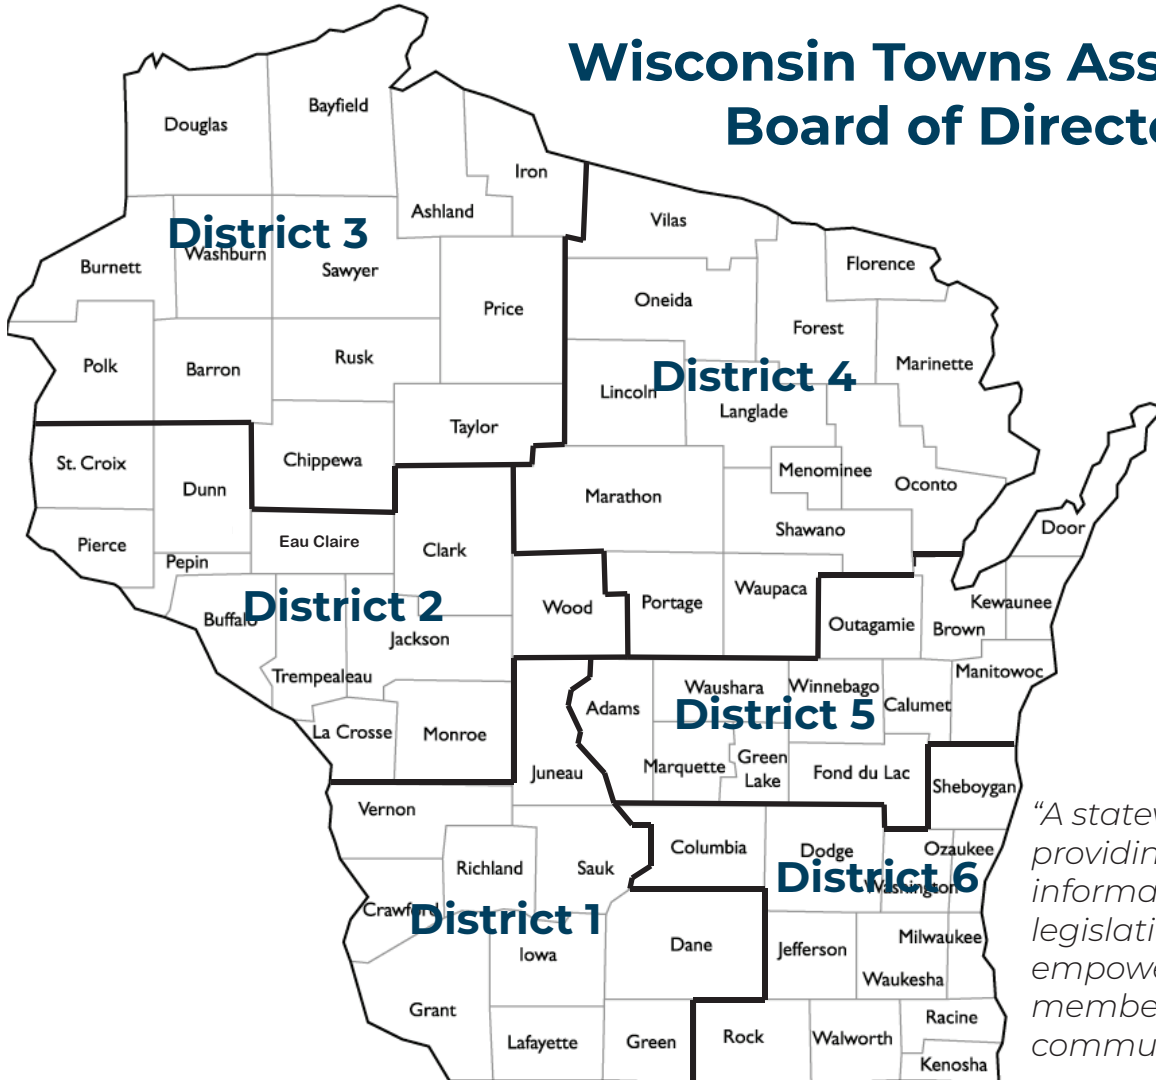 Wisconsin Towns Ass
Board of Directo
Bayfield
Douglas
Iron
Ashland
Vilas
District 3
Washburn
Burnett
Sawyer
Florence
Price
Oneida
Forest
Polk
Barron
Rusk
Marinette
District 4
Lincoln
Langlade
Taylor
St. Croix
Chippewa
Menominee
Dunn
Oconto
Marathon
Shawano
Door
Pierce
Eau Claire
Clark
Pepin
Waupaca
District 2
Buffalo
Wood
Portage
Kewaunee
Outagamie
Brown
Jackson
Manitowoc
Trempealeau
Waushara
Winnebago
Adams
Calumet
District 5
La Crosse
Monroe
Juneau
Marquette
Green
Lake
Fond du Lac
Sheboygan
Vernon
Columbia
Dodge
Ozaukee
Richland
Sauk
District 6
Washington
Crawford
District 1
Dane
Iowa
Jefferson
Milwaukee
Waukesha
Grant
Racine
Lafayette
Green
Rock
Walworth
Kenosha
“A statew
providin
informa
legislati
empowe
membe
commu